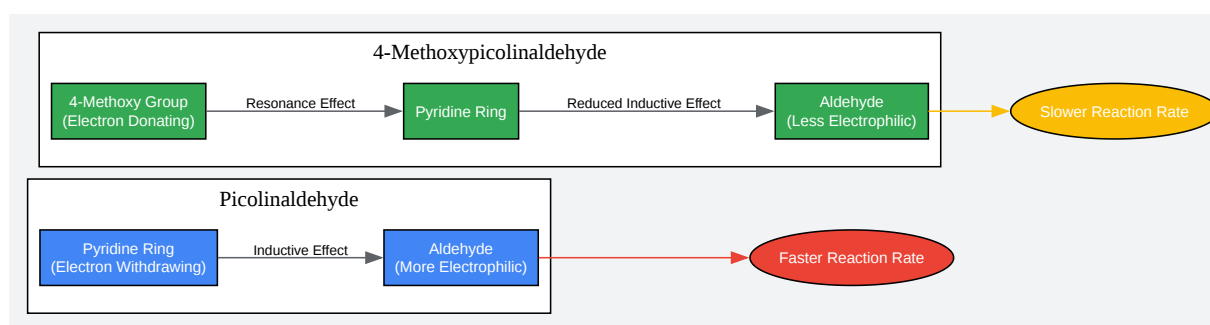 4-Methoxypicolinaldehyde
4-Methoxy Group
(Electron Donating)
Resonance Effect
Pyridine Ring
Reduced Inductive Effect
Aldehyde
(Less Electrophilic)
Slower Reaction Rate
Picolinaldehyde
Pyridine Ring
(Electron Withdrawing)
Inductive Effect
Aldehyde
(More Electrophilic)
Faster Reaction Rate